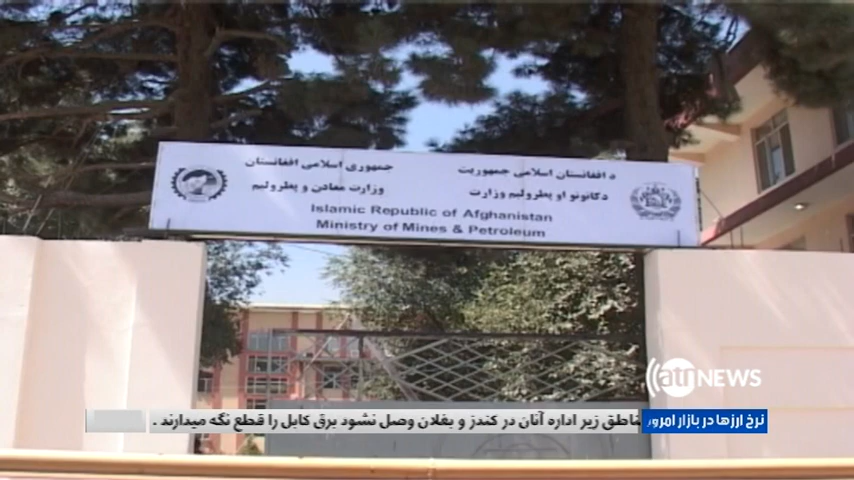 د افغانستان اسلامی جمهوریت
دکانونو او پطرولیم وزارت
جمهوری اسلامی افغانستان
وزارت معادن و پطرولیم
Islamic Republic of Afghanistan
Ministry of Mines & Petroleum
atn NEWS
نرخ ارزها در بازار امروز
مناطق زیر اداره آنان در کندز و بغلان وصل نشود برق کابل را قطع نگه میدارند .